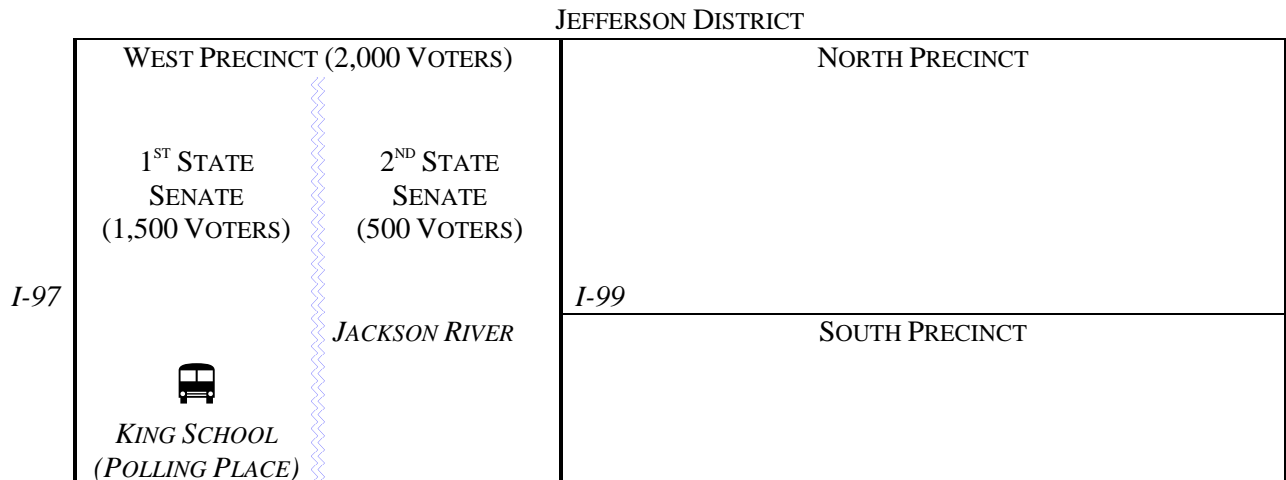 JEFFERSON DISTRICT
WEST PRECINCT (2,000 VOTERS)
NORTH PRECINCT
1ST STATE
SENATE
(1,500 VOTERS)
2ND STATE
SENATE
(500 VOTERS)
I-97
I-99
JACKSON RIVER
SOUTH PRECINCT
KING SCHOOL
(POLLING PLACE)